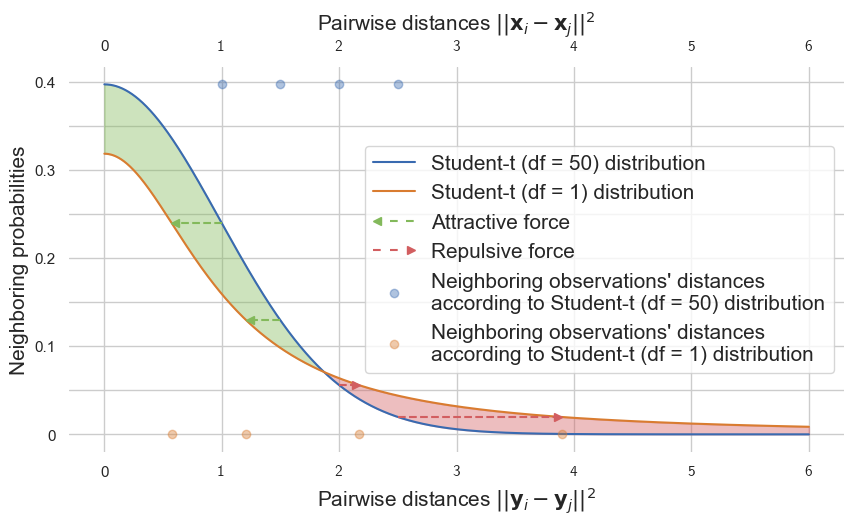 Pairwise distances ||𝐱ᵢ − 𝐱ⱼ||²
0 1 2 3 4 5 6
Neighboring probabilities
0.4
0.3
0.2
0.1
0
Student-t (df = 50) distribution
Student-t (df = 1) distribution
Attractive force
Repulsive force
Neighboring observations' distances
according to Student-t (df = 50) distribution
Neighboring observations' distances
according to Student-t (df = 1) distribution
0 1 2 3 4 5 6
Pairwise distances ||𝐲ᵢ − 𝐲ⱼ||²